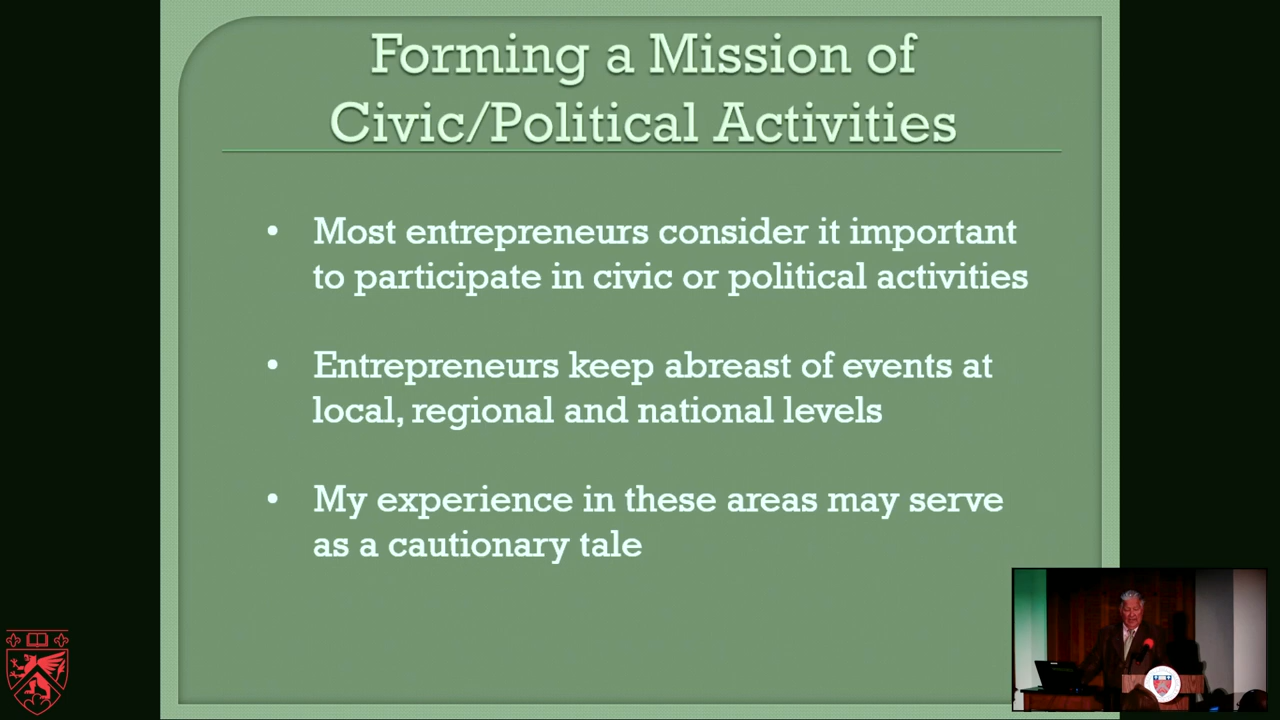 Forming a Mission of
Civic/Political Activities
• Most entrepreneurs consider it important
to participate in civic or political activities
• Entrepreneurs keep abreast of events at
local, regional and national levels
• My experience in these areas may serve
as a cautionary tale